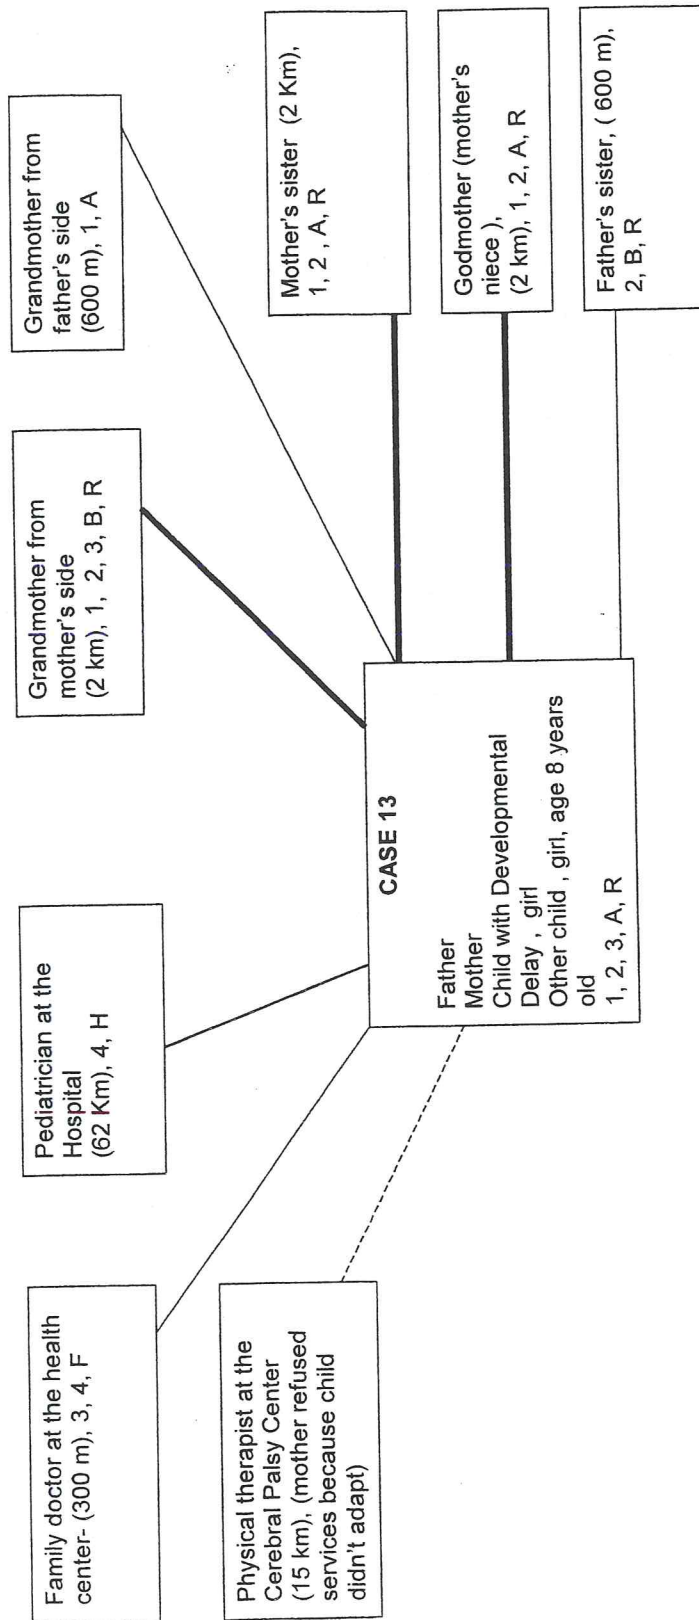 Family doctor at the health
center- (300 m), 3, 4, F
Pediatrician at the
Hospital
(62 Km), 4, H
Grandmother from
mother's side
(2 km), 1, 2, 3, B, R
Grandmother from
father's side
(600 m), 1, A
Physical therapist at the
Cerebral Palsy Center
(15 km), (mother refused
services because child
didn't adapt)
CASE 13
Father
Mother
Child with Developmental
Delay , girl
Other child , girl, age 8 years
old
1, 2, 3, A, R
Mother's sister (2 Km),
1, 2 , A, R
Godmother (mother's
niece ),
(2 km), 1, 2, A, R
Father's sister, ( 600 m),
2, B, R